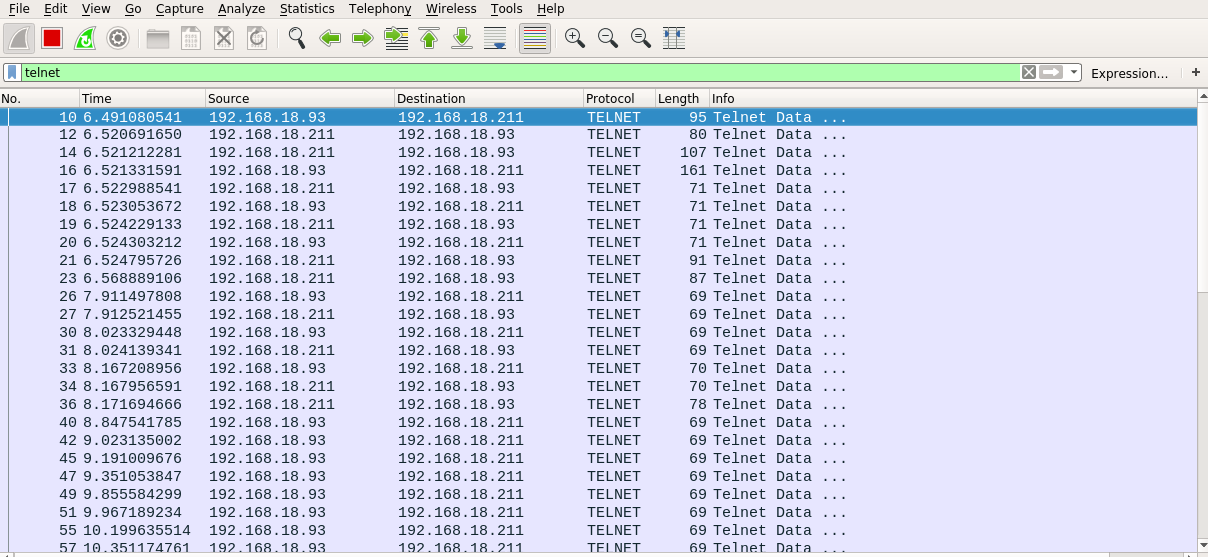 File Edit View Go Capture Analyze Statistics Telephony Wireless Tools Help
telnet Expression... +
No. Time Source Destination Protocol Length Info
10 6.491080541 192.168.18.93 192.168.18.211 TELNET 95 Telnet Data ...
12 6.520691650 192.168.18.211 192.168.18.93 TELNET 80 Telnet Data ...
14 6.521212281 192.168.18.211 192.168.18.93 TELNET 107 Telnet Data ...
16 6.521331591 192.168.18.93 192.168.18.211 TELNET 161 Telnet Data ...
17 6.522988541 192.168.18.211 192.168.18.93 TELNET 71 Telnet Data ...
18 6.523053672 192.168.18.93 192.168.18.211 TELNET 71 Telnet Data ...
19 6.524229133 192.168.18.211 192.168.18.93 TELNET 71 Telnet Data ...
20 6.524303212 192.168.18.93 192.168.18.211 TELNET 71 Telnet Data ...
21 6.524795726 192.168.18.211 192.168.18.93 TELNET 91 Telnet Data ...
23 6.568889106 192.168.18.211 192.168.18.93 TELNET 87 Telnet Data ...
26 7.911497808 192.168.18.93 192.168.18.211 TELNET 69 Telnet Data ...
27 7.912521455 192.168.18.211 192.168.18.93 TELNET 69 Telnet Data ...
30 8.023329448 192.168.18.93 192.168.18.211 TELNET 69 Telnet Data ...
31 8.024139341 192.168.18.211 192.168.18.93 TELNET 69 Telnet Data ...
33 8.167208956 192.168.18.93 192.168.18.211 TELNET 70 Telnet Data ...
34 8.167956591 192.168.18.211 192.168.18.93 TELNET 70 Telnet Data ...
36 8.171694666 192.168.18.211 192.168.18.93 TELNET 78 Telnet Data ...
40 8.847541785 192.168.18.93 192.168.18.211 TELNET 69 Telnet Data ...
42 9.023135002 192.168.18.93 192.168.18.211 TELNET 69 Telnet Data ...
45 9.191009676 192.168.18.93 192.168.18.211 TELNET 69 Telnet Data ...
47 9.351053847 192.168.18.93 192.168.18.211 TELNET 69 Telnet Data ...
49 9.855584299 192.168.18.93 192.168.18.211 TELNET 69 Telnet Data ...
51 9.967189234 192.168.18.93 192.168.18.211 TELNET 69 Telnet Data ...
55 10.199635514 192.168.18.93 192.168.18.211 TELNET 69 Telnet Data ...
57 10.351174761 192.168.18.93 192.168.18.211 TELNET 69 Telnet Data ...